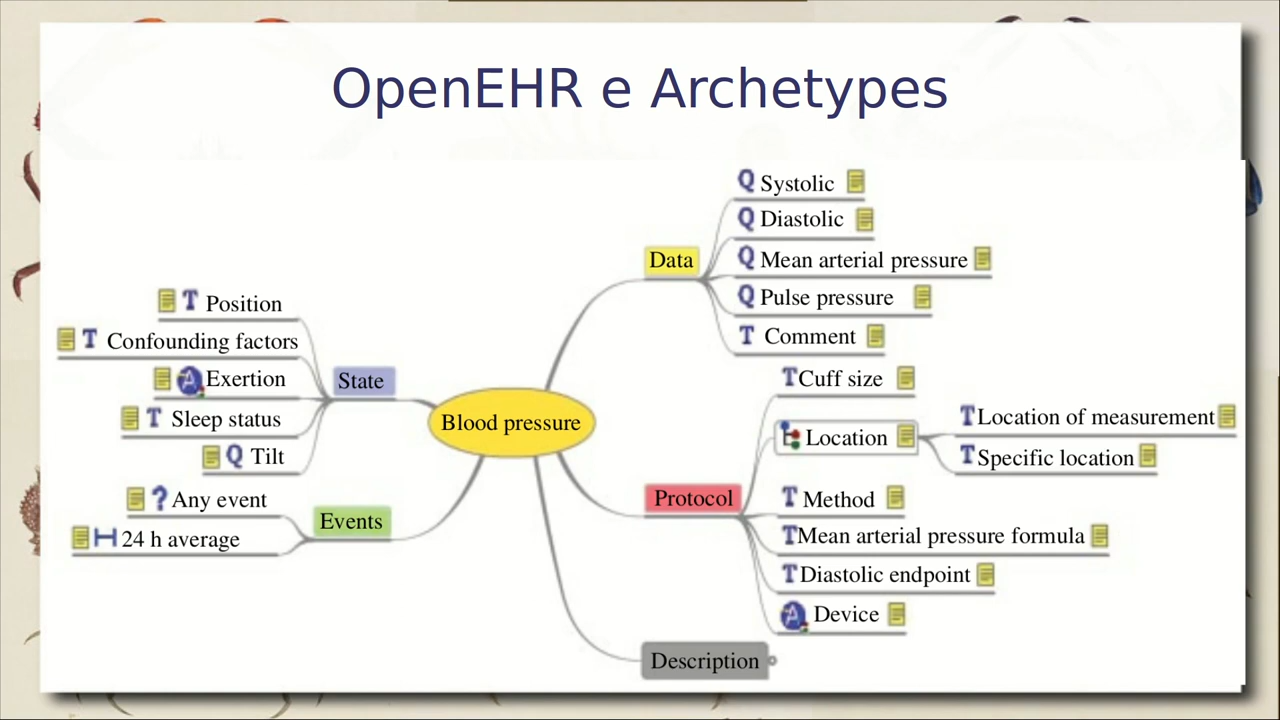 OpenEHR e Archetypes
Q Systolic
Q Diastolic
Data
Q Mean arterial pressure
Q Pulse pressure
T Comment
T Position
T Confounding factors
A Exertion
State
T Sleep status
Q Tilt
Blood pressure
? Any event
Events
24 h average
T Cuff size
Location
T Location of measurement
T Specific location
Protocol
T Method
T Mean arterial pressure formula
T Diastolic endpoint
A Device
Description